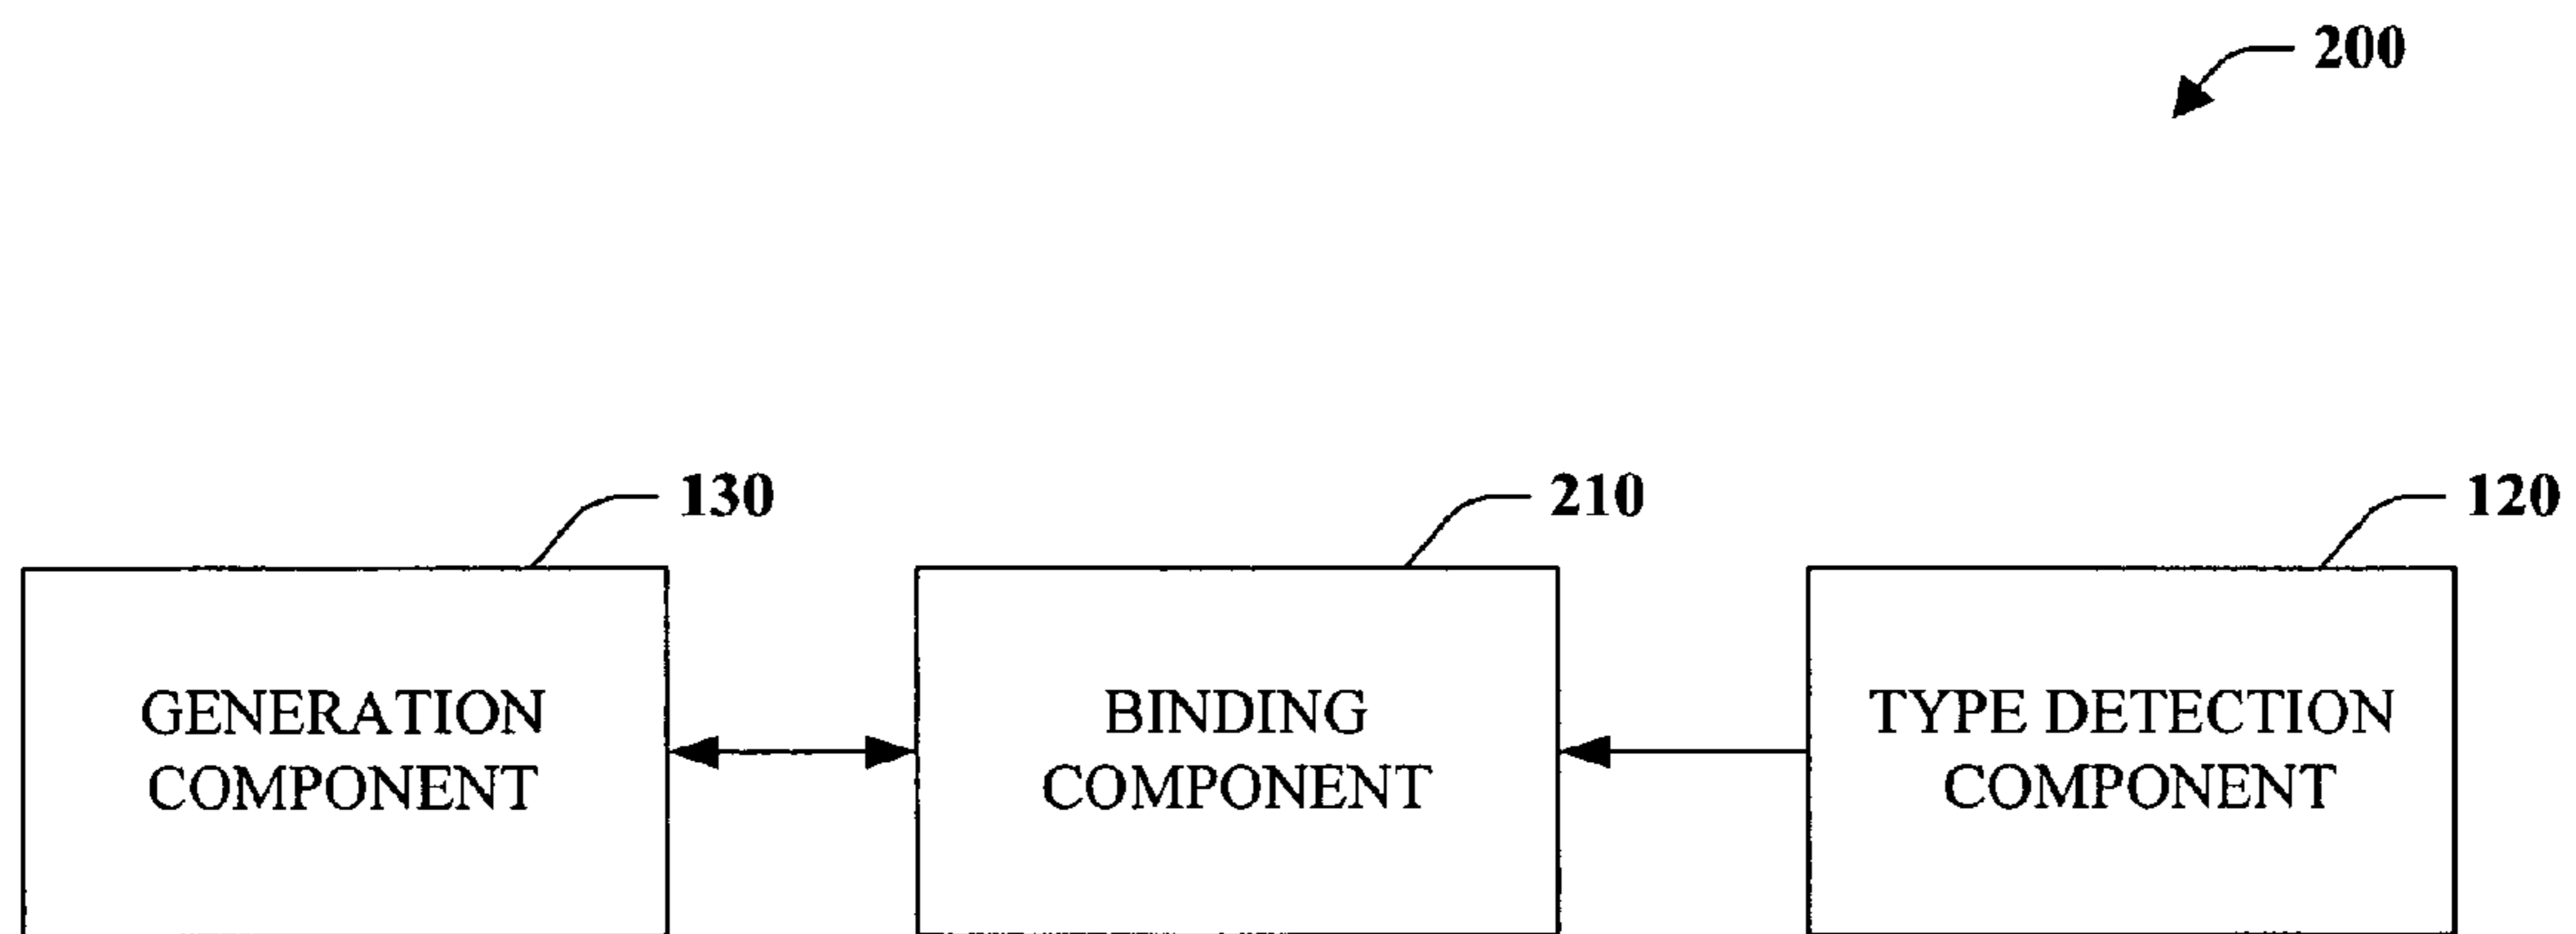 200
130
210
120
GENERATION
COMPONENT
BINDING
COMPONENT
TYPE DETECTION
COMPONENT